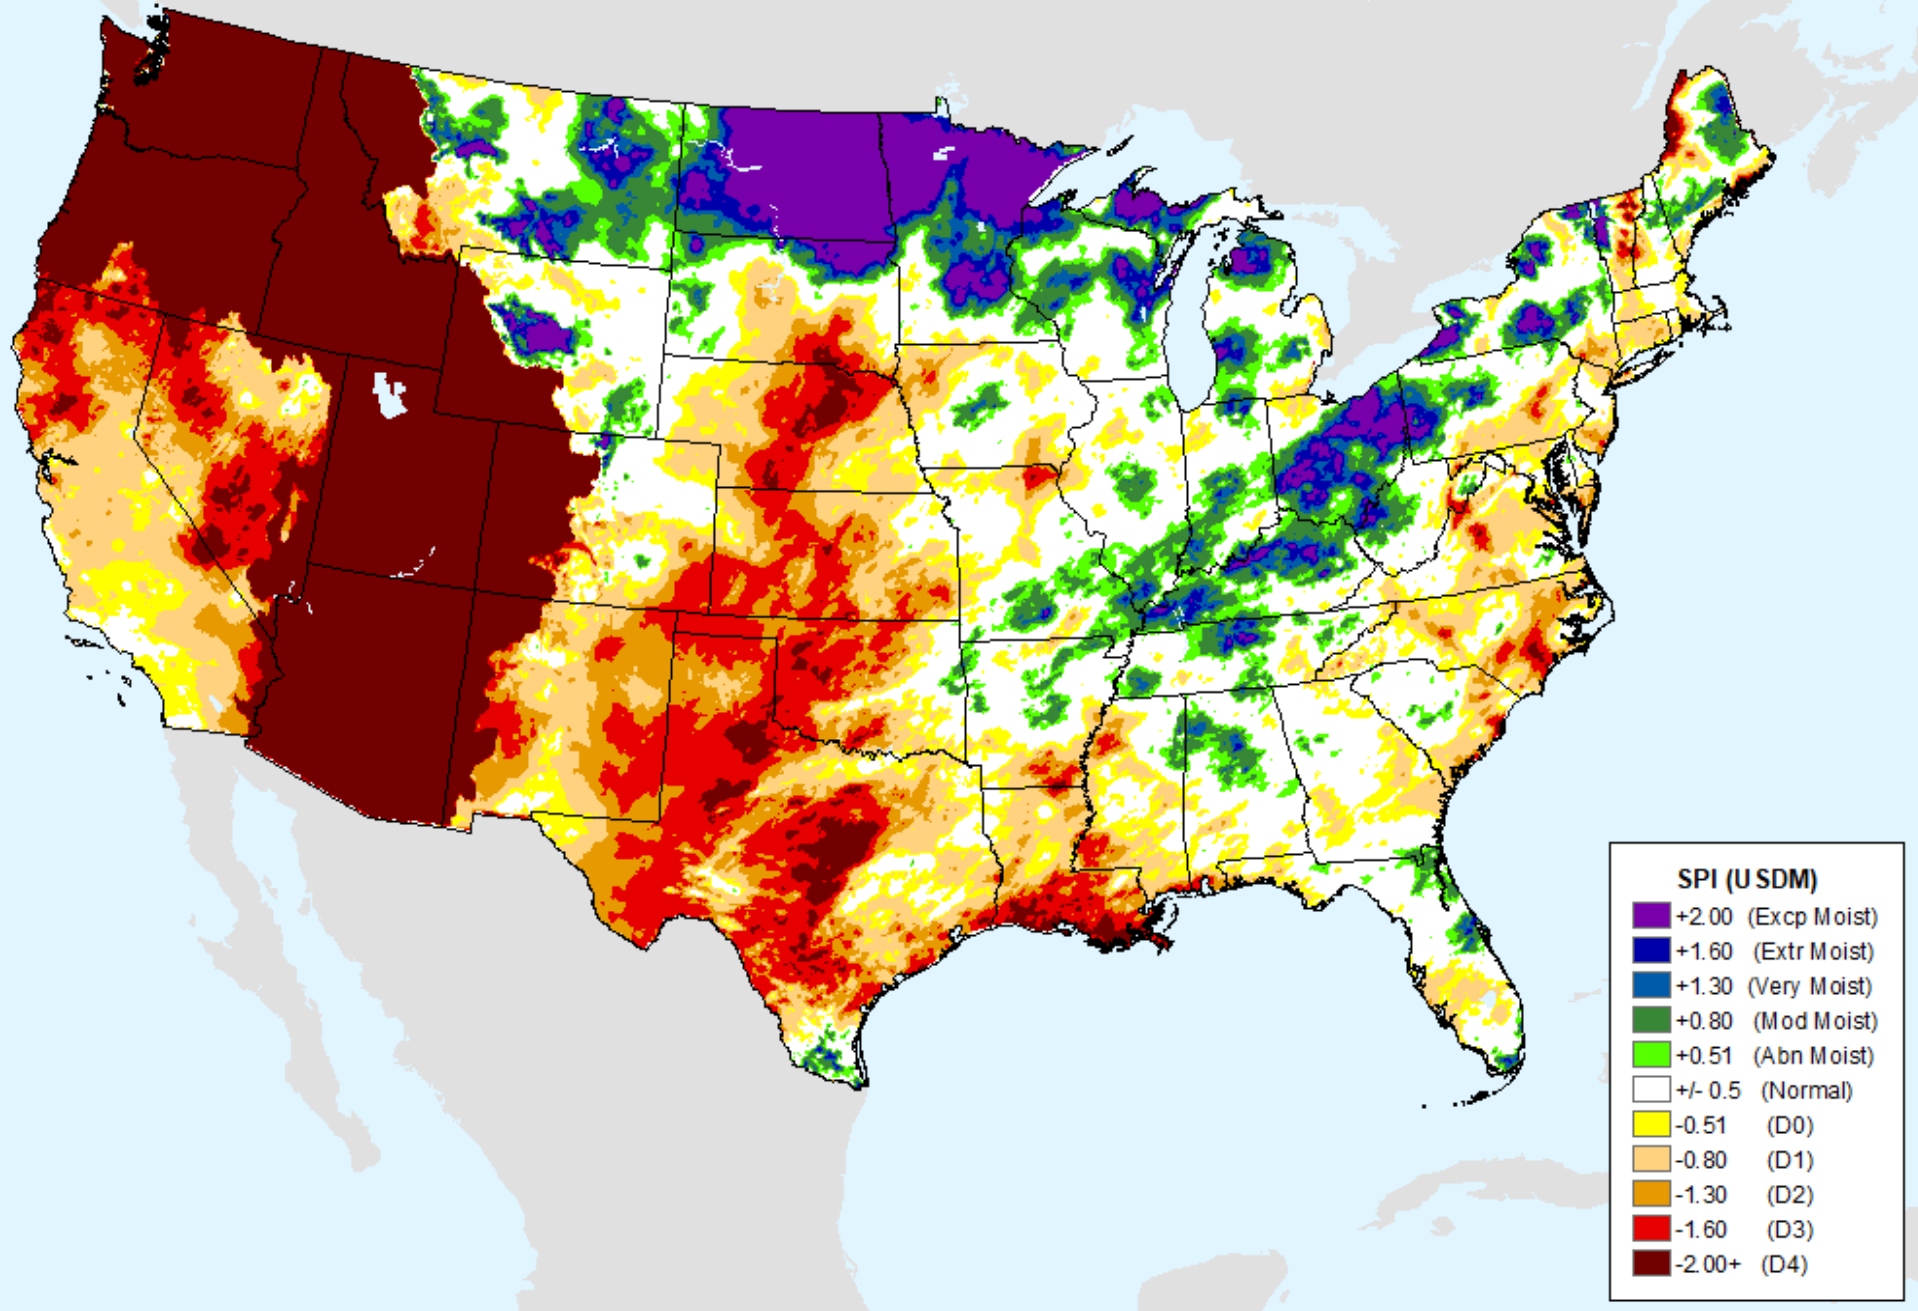 SPI (USDM)
+2.00 (Excp Moist)
+1.60 (Extr Moist)
+1.30 (Very Moist)
+0.80 (Mod Moist)
+0.51 (Abn Moist)
+/- 0.5 (Normal)
-0.51 (D0)
-0.80 (D1)
-1.30 (D2)
-1.60 (D3)
-2.00+ (D4)